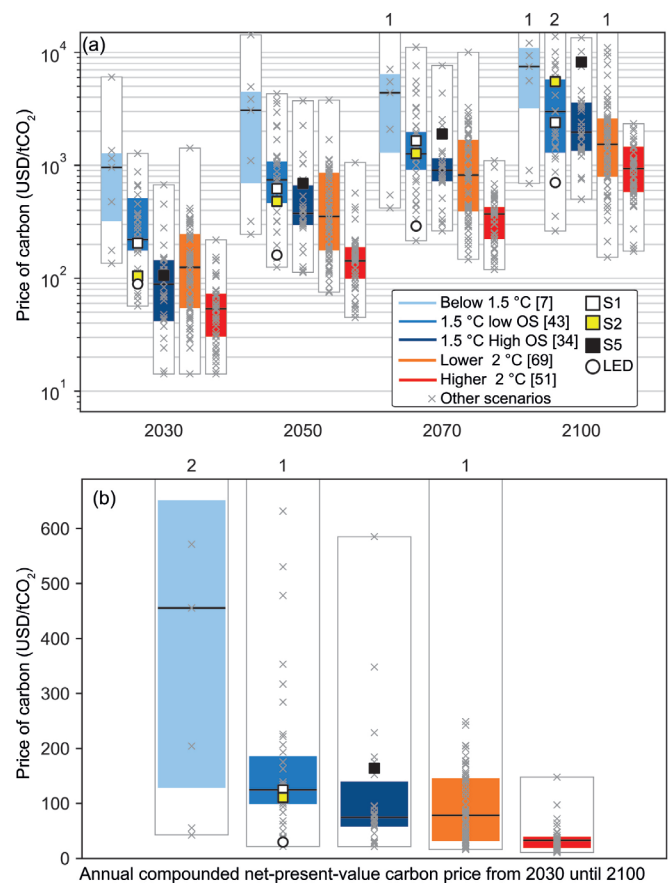 1 1 2 1
(a)
10⁴
10³
10²
10¹
Price of carbon (USD/tCO₂)
Below 1.5 °C [7]
1.5 °C low OS [43]
1.5 °C High OS [34]
Lower 2 °C [69]
Higher 2 °C [51]
Other scenarios
S1
S2
S5
LED
2030 2050 2070 2100
2 1 1
(b)
600
500
400
300
200
100
0
Price of carbon (USD/tCO₂)
Annual compounded net-present-value carbon price from 2030 until 2100